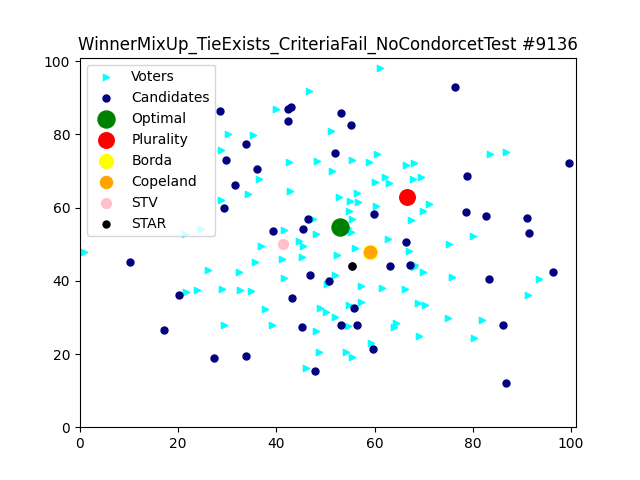 WinnerMixUp_TieExists_CriteriaFail_NoCondorcetTest #9136
100
80
60
40
20
0
0 20 40 60 80 100
Voters
Candidates
Optimal
Plurality
Borda
Copeland
STV
STAR